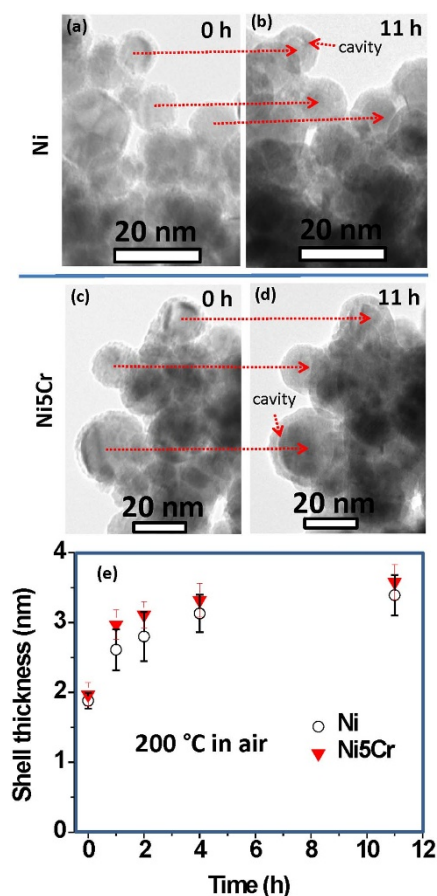 (a)
0 h
(b)
11 h
cavity
Ni
20 nm
20 nm
(c)
0 h
(d)
11 h
Ni5Cr
cavity
20 nm
20 nm
(e)
4
3
2
1
0
Shell thickness (nm)
200 °C in air
Ni
Ni5Cr
0 2 4 6 8 10 12
Time (h)